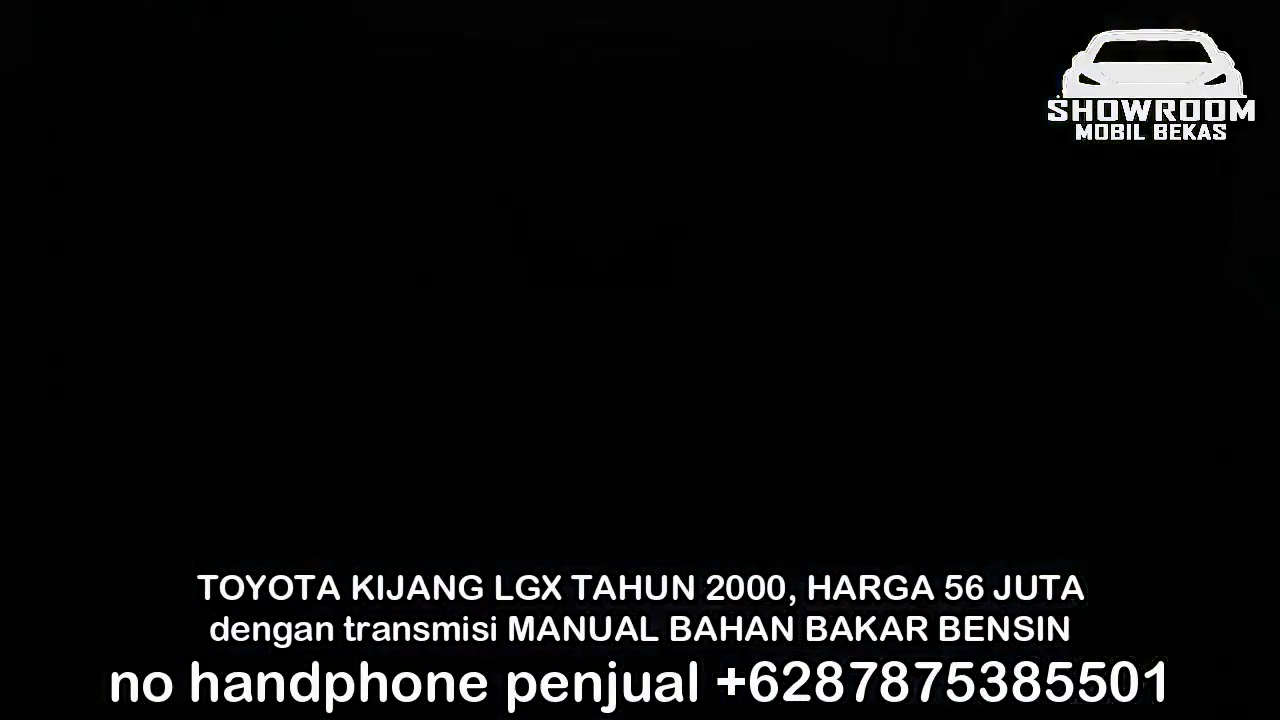 SHOWROOM
MOBIL BEKAS
TOYOTA KIJANG LGX TAHUN 2000, HARGA 56 JUTA
dengan transmisi MANUAL BAHAN BAKAR BENSIN
no handphone penjual +6287875385501